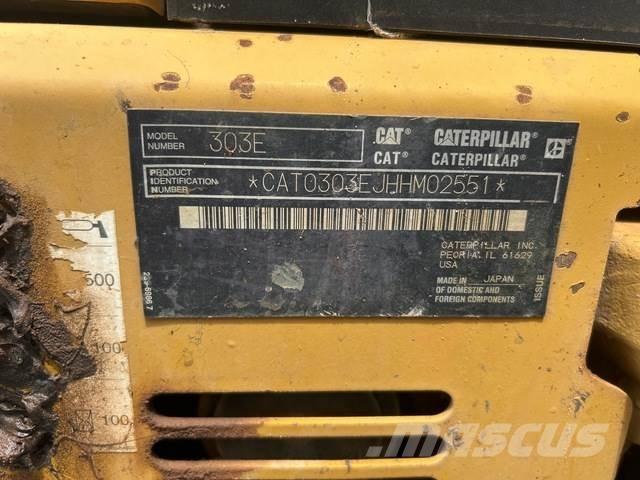 MODEL NUMBER 303E
CAT® CATERPILLAR®
CAT® CATERPILLAR®
PRODUCT IDENTIFICATION NUMBER *CAT0303EJHHM02551*
CATERPILLAR INC.
PEORIA, IL 61629
USA
MADE IN JAPAN
OF DOMESTIC AND
FOREIGN COMPONENTS
ISSUE
500
100
100
mascus